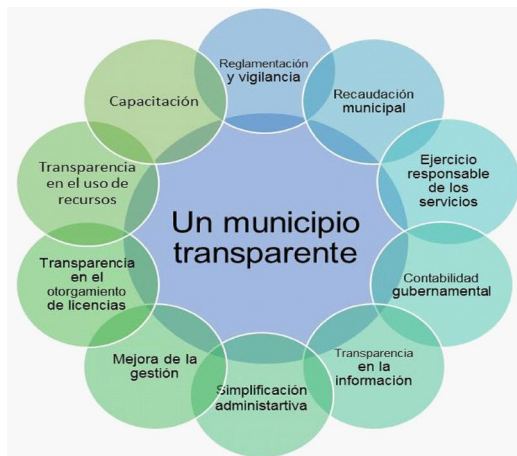 Reglamentación
y vigilancia
Recaudación
municipal
Ejercicio
responsable
de los
servicios
Contabilidad
gubernamental
Transparencia
en la
información
Simplificación
administartiva
Mejora de la
gestión
Transparencia
en el
otorgamiento
de licencias
Transparencia
en el uso de
recursos
Capacitación
Un municipio
transparente